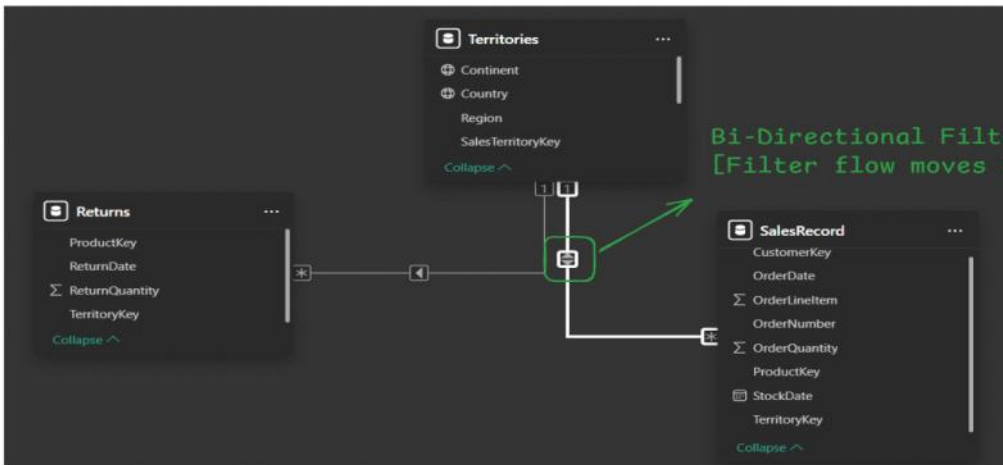 Territories
Continent
Country
Region
SalesTerritoryKey
Collapse
Bi-Directional Filt
[Filter flow moves
1 1
Returns
ProductKey
ReturnDate
Σ ReturnQuantity
TerritoryKey
Collapse
*
SalesRecord
CustomerKey
OrderDate
Σ OrderLineItem
OrderNumber
Σ OrderQuantity
ProductKey
StockDate
TerritoryKey
Collapse
*